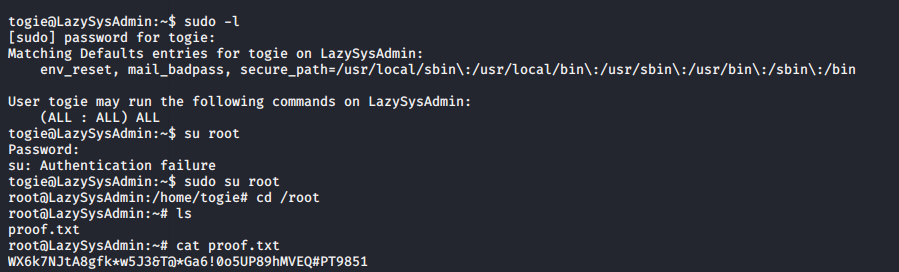 togie@LazySysAdmin:~$ sudo -l
[sudo] password for togie:
Matching Defaults entries for togie on LazySysAdmin:
    env_reset, mail_badpass, secure_path=/usr/local/sbin\:/usr/local/bin\:/usr/sbin\:/usr/bin\:/sbin\:/bin

User togie may run the following commands on LazySysAdmin:
    (ALL : ALL) ALL
togie@LazySysAdmin:~$ su root
Password:
su: Authentication failure
togie@LazySysAdmin:~$ sudo su root
root@LazySysAdmin:/home/togie# cd /root
root@LazySysAdmin:~# ls
proof.txt
root@LazySysAdmin:~# cat proof.txt
WX6k7NJtA8gfk*w5J3&T@*Ga6!0o5UP89hMVEQ#PT9851